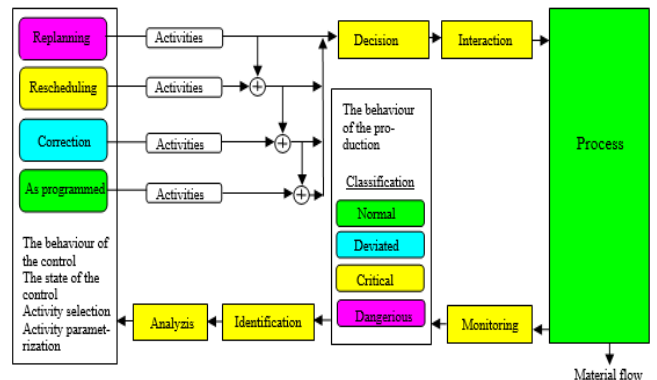 Replanning
Activities
Decision
Interaction
Rescheduling
Activities
+
Correction
Activities
+
As programmed
Activities
+
The behaviour
of the pro-
duction
Classification
Normal
Deviated
Critical
Dangerious
Process
The behaviour of
the control
The state of the
control
Activity selection
Activity paramet-
rization
Analyzis
Identification
Monitoring
Material flow